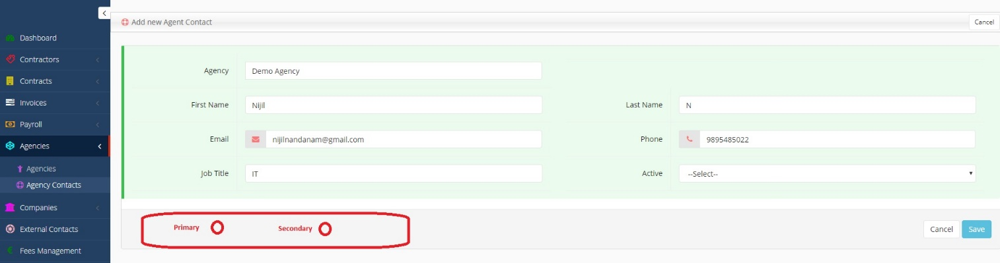 Add new Agent Contact
Cancel
Dashboard
Contractors
Contracts
Invoices
Payroll
Agencies
Agencies
Agency Contacts
Companies
External Contacts
Fees Management
Agency Demo Agency
First Name Nijil
Last Name N
Email nijilnandanam@gmail.com
Phone 9895485022
Job Title IT
Active --Select--
Primary Secondary
Cancel Save